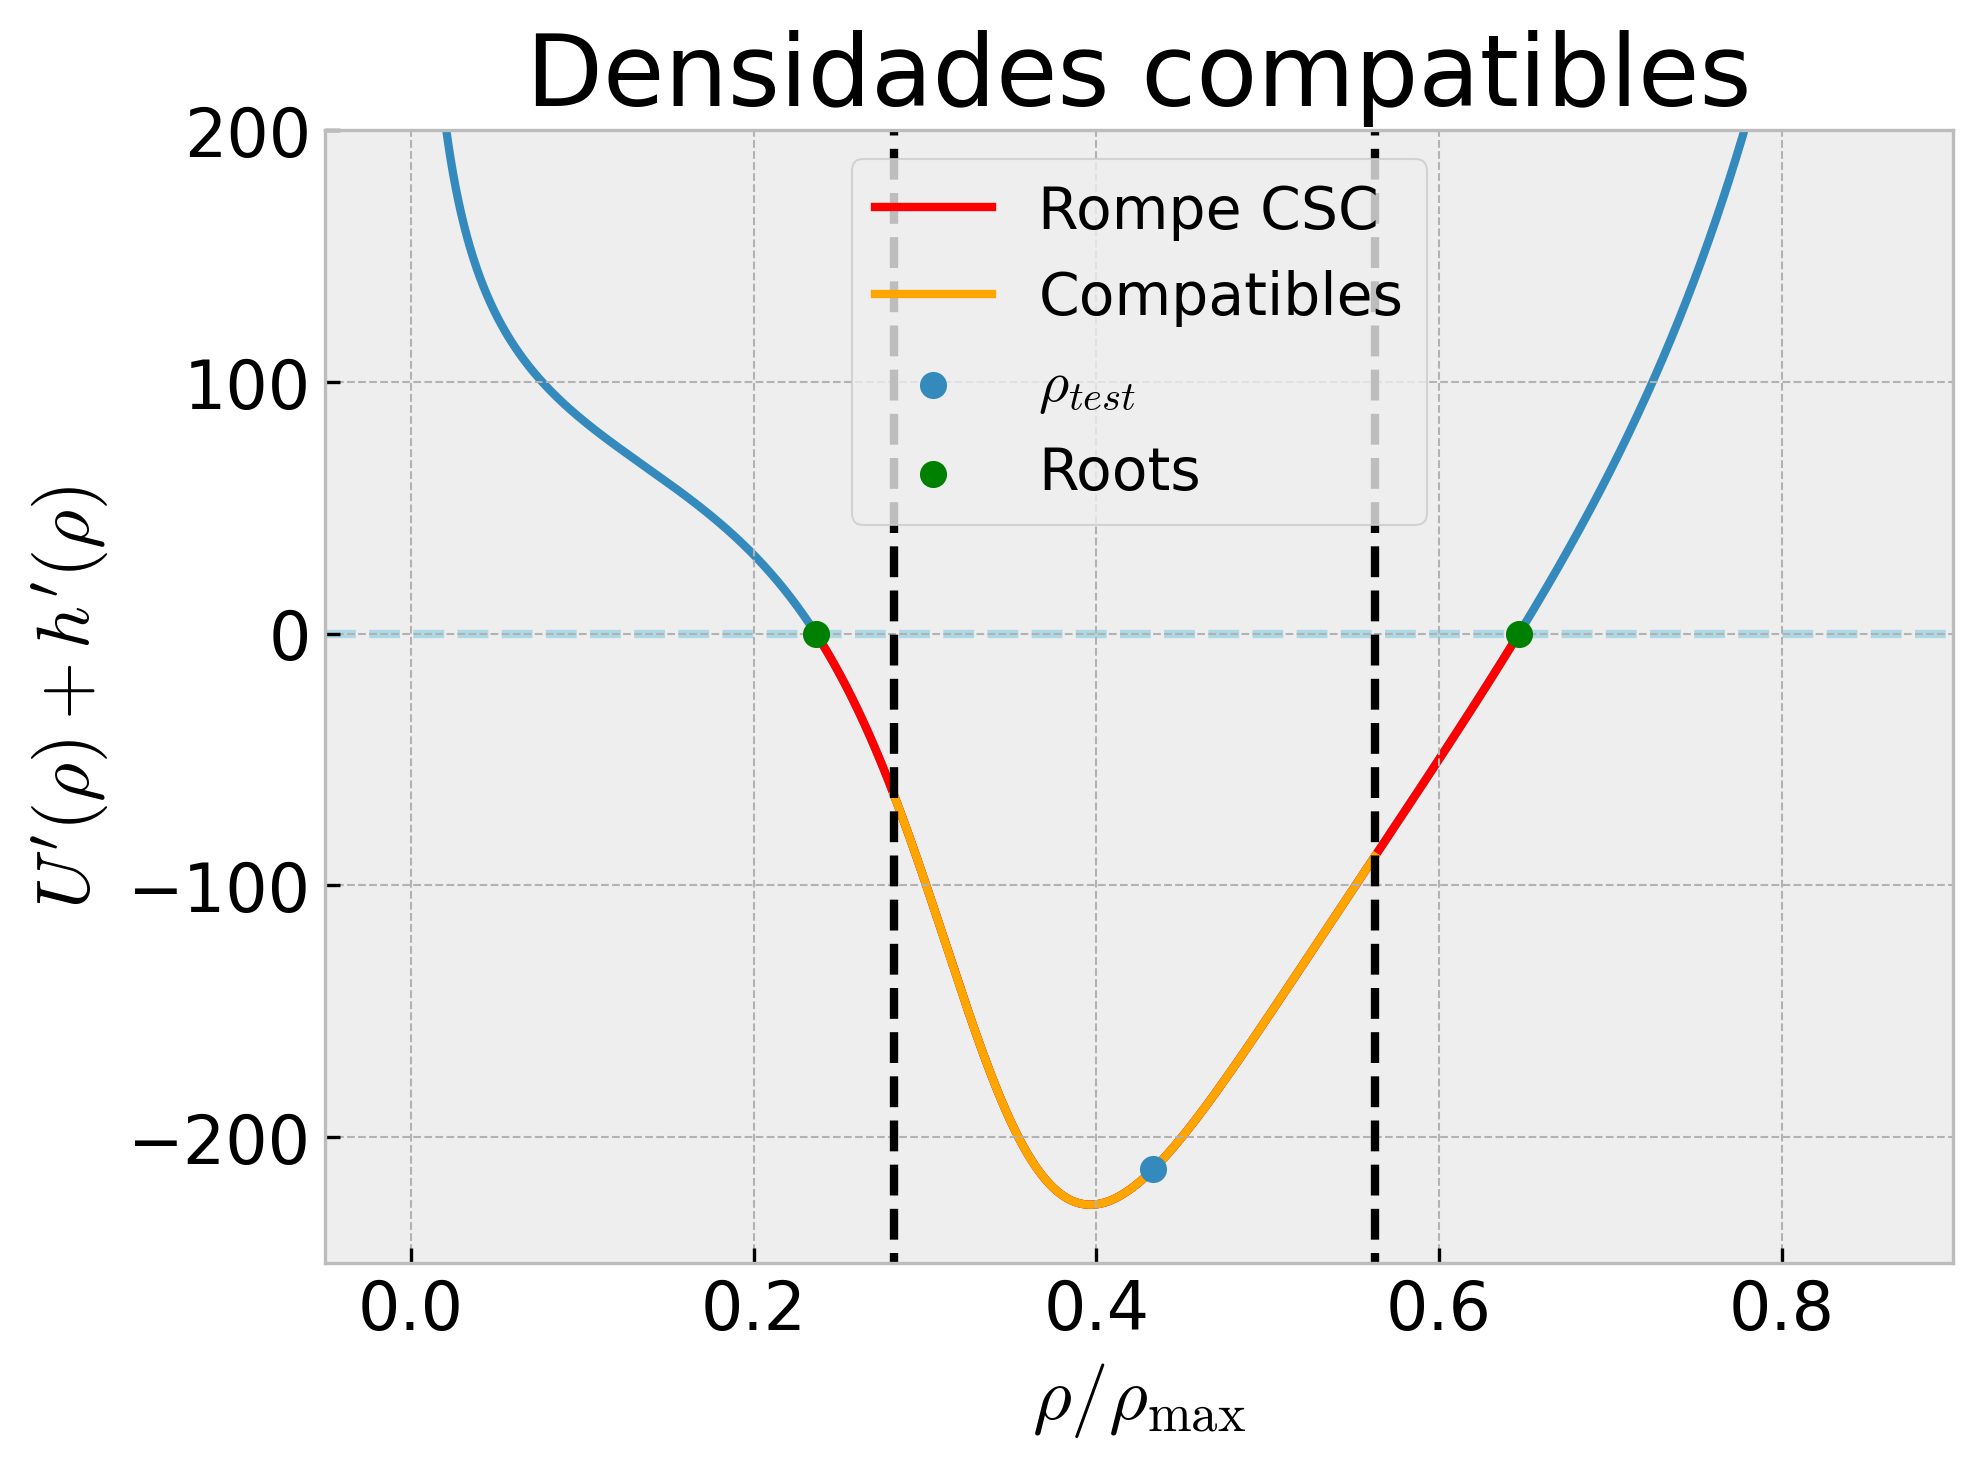 Densidades compatibles
200
100
0
−100
−200
U′(ρ) + h′(ρ)
Rompe CSC
Compatibles
ρ_test
Roots
0.0 0.2 0.4 0.6 0.8
ρ/ρ_max